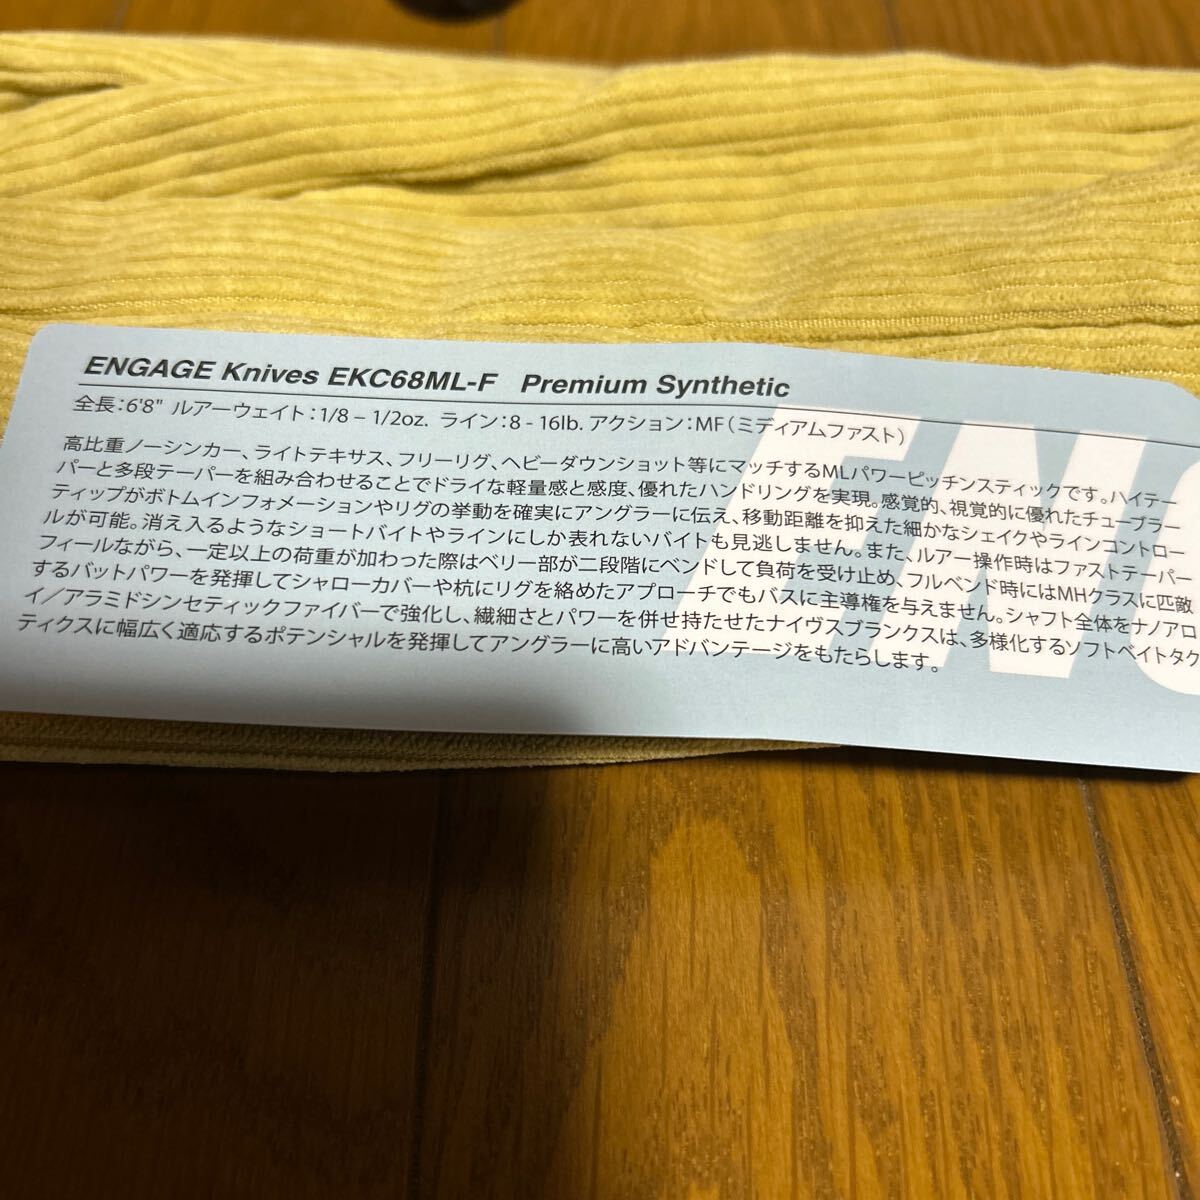 ENGAGE Knives EKC68ML-F Premium Synthetic
全長:6'8" ルアーウェイト:1/8 – 1/2oz. ライン:8 - 16lb. アクション:MF(ミディアムファスト)
高比重ノーシンカー、ライトテキサス、フリーリグ、ヘビーダウンショット等にマッチするMLパワーピッチンスティックです。ハイテー
パーと多段テーパーを組み合わせることでドライな軽量感と感度、優れたハンドリングを実現。感覚的、視覚的に優れたチューブラー
ティップがボトムインフォメーションやリグの挙動を確実にアングラーに伝え、移動距離を抑えた細かなシェイクやラインコントロー
ルが可能。消え入るようなショートバイトやラインにしか表れないバイトも見逃しません。また、ルアー操作時はファストテーパー
フィールながら、一定以上の荷重が加わった際はベリー部が二段階にベンドして負荷を受け止め、フルベンド時にはMHクラスに匹敵
するバットパワーを発揮してシャローカバーや杭にリグを絡めたアプローチでもバスに主導権を与えません。シャフト全体をナノアロ
イ/アラミドシンセティックファイバーで強化し、繊細さとパワーを併せ持たせたナイヴスブランクスは、多様化するソフトベイトタク
ティクスに幅広く適応するポテンシャルを発揮してアングラーに高いアドバンテージをもたらします。
ENG